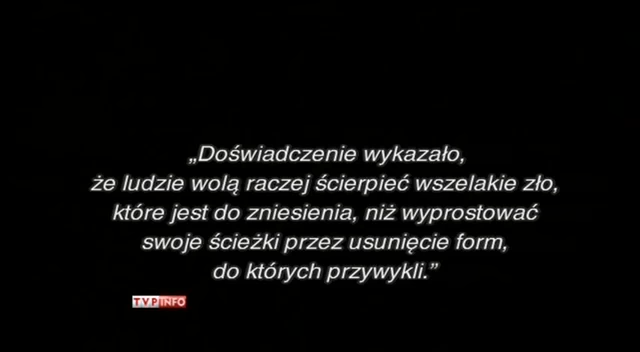 „Doświadczenie wykazało,
że ludzie wolą raczej ścierpieć wszelakie zło,
które jest do zniesienia, niż wyprostować
swoje ścieżki przez usunięcie form,
do których przywykli.”
TVP INFO